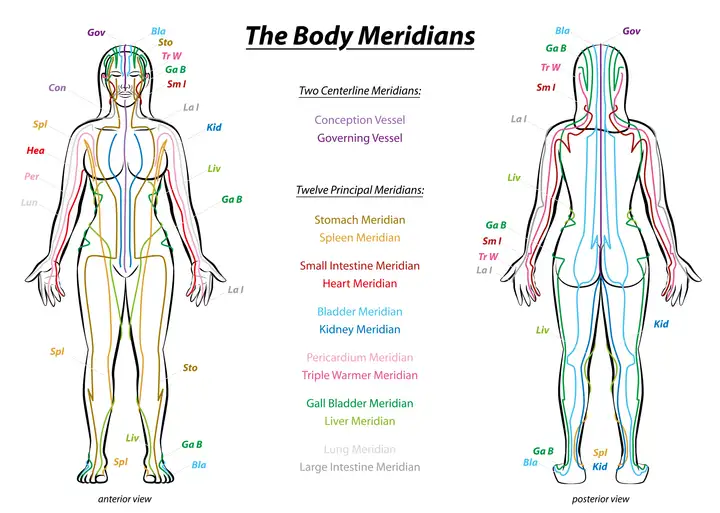 The Body Meridians
Gov
Bla
Sto
Tr W
Ga B
Sm I
Con
La I
Spl
Kid
Hea
Liv
Per
Ga B
Lun
La I
Spl
Sto
Liv
Ga B
Spl
Bla
anterior view
Two Centerline Meridians:
Conception Vessel
Governing Vessel
Twelve Principal Meridians:
Stomach Meridian
Spleen Meridian
Small Intestine Meridian
Heart Meridian
Bladder Meridian
Kidney Meridian
Pericardium Meridian
Triple Warmer Meridian
Gall Bladder Meridian
Liver Meridian
Lung Meridian
Large Intestine Meridian
Bla
Gov
Ga B
Tr W
Sm I
La I
Liv
Ga B
Sm I
Tr W
La I
Kid
Liv
Ga B
Spl
Bla
Kid
posterior view